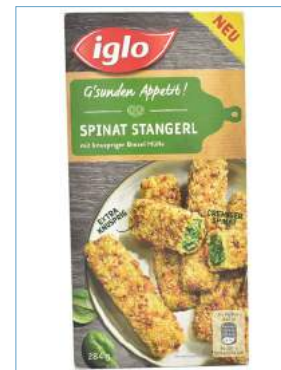 NEU
iglo
G'sunden Appetit!
SPINAT STANGERL
mit knuspriger Brösel-Hülle
EXTRA
KNUSPRIG
CREMIGER
SPINAT
284 g